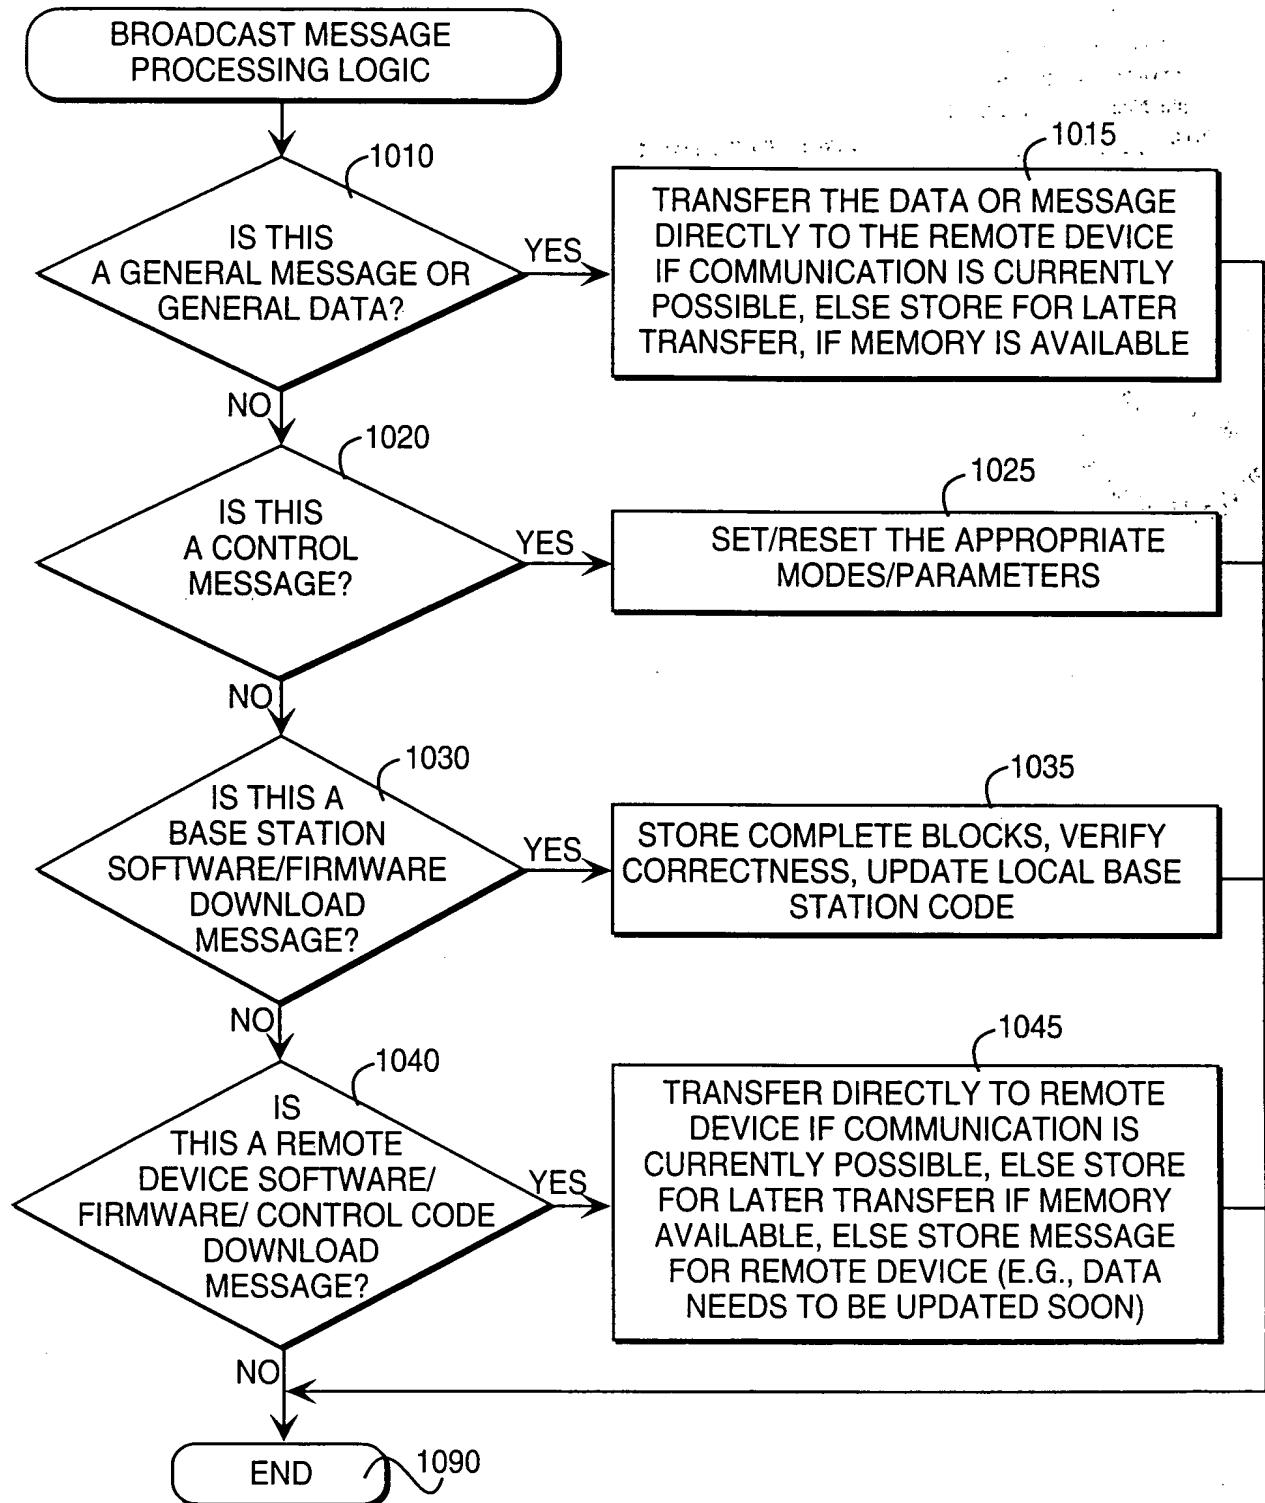 BROADCAST MESSAGE
PROCESSING LOGIC
1010
IS THIS
A GENERAL MESSAGE OR
GENERAL DATA?
YES
1015
TRANSFER THE DATA OR MESSAGE
DIRECTLY TO THE REMOTE DEVICE
IF COMMUNICATION IS CURRENTLY
POSSIBLE, ELSE STORE FOR LATER
TRANSFER, IF MEMORY IS AVAILABLE
NO
1020
IS THIS
A CONTROL
MESSAGE?
YES
1025
SET/RESET THE APPROPRIATE
MODES/PARAMETERS
NO
1030
IS THIS A
BASE STATION
SOFTWARE/FIRMWARE
DOWNLOAD
MESSAGE?
YES
1035
STORE COMPLETE BLOCKS, VERIFY
CORRECTNESS, UPDATE LOCAL BASE
STATION CODE
NO
1040
IS
THIS A REMOTE
DEVICE SOFTWARE/
FIRMWARE/ CONTROL CODE
DOWNLOAD
MESSAGE?
YES
1045
TRANSFER DIRECTLY TO REMOTE
DEVICE IF COMMUNICATION IS
CURRENTLY POSSIBLE, ELSE STORE
FOR LATER TRANSFER IF MEMORY
AVAILABLE, ELSE STORE MESSAGE
FOR REMOTE DEVICE (E.G., DATA
NEEDS TO BE UPDATED SOON)
NO
END
1090